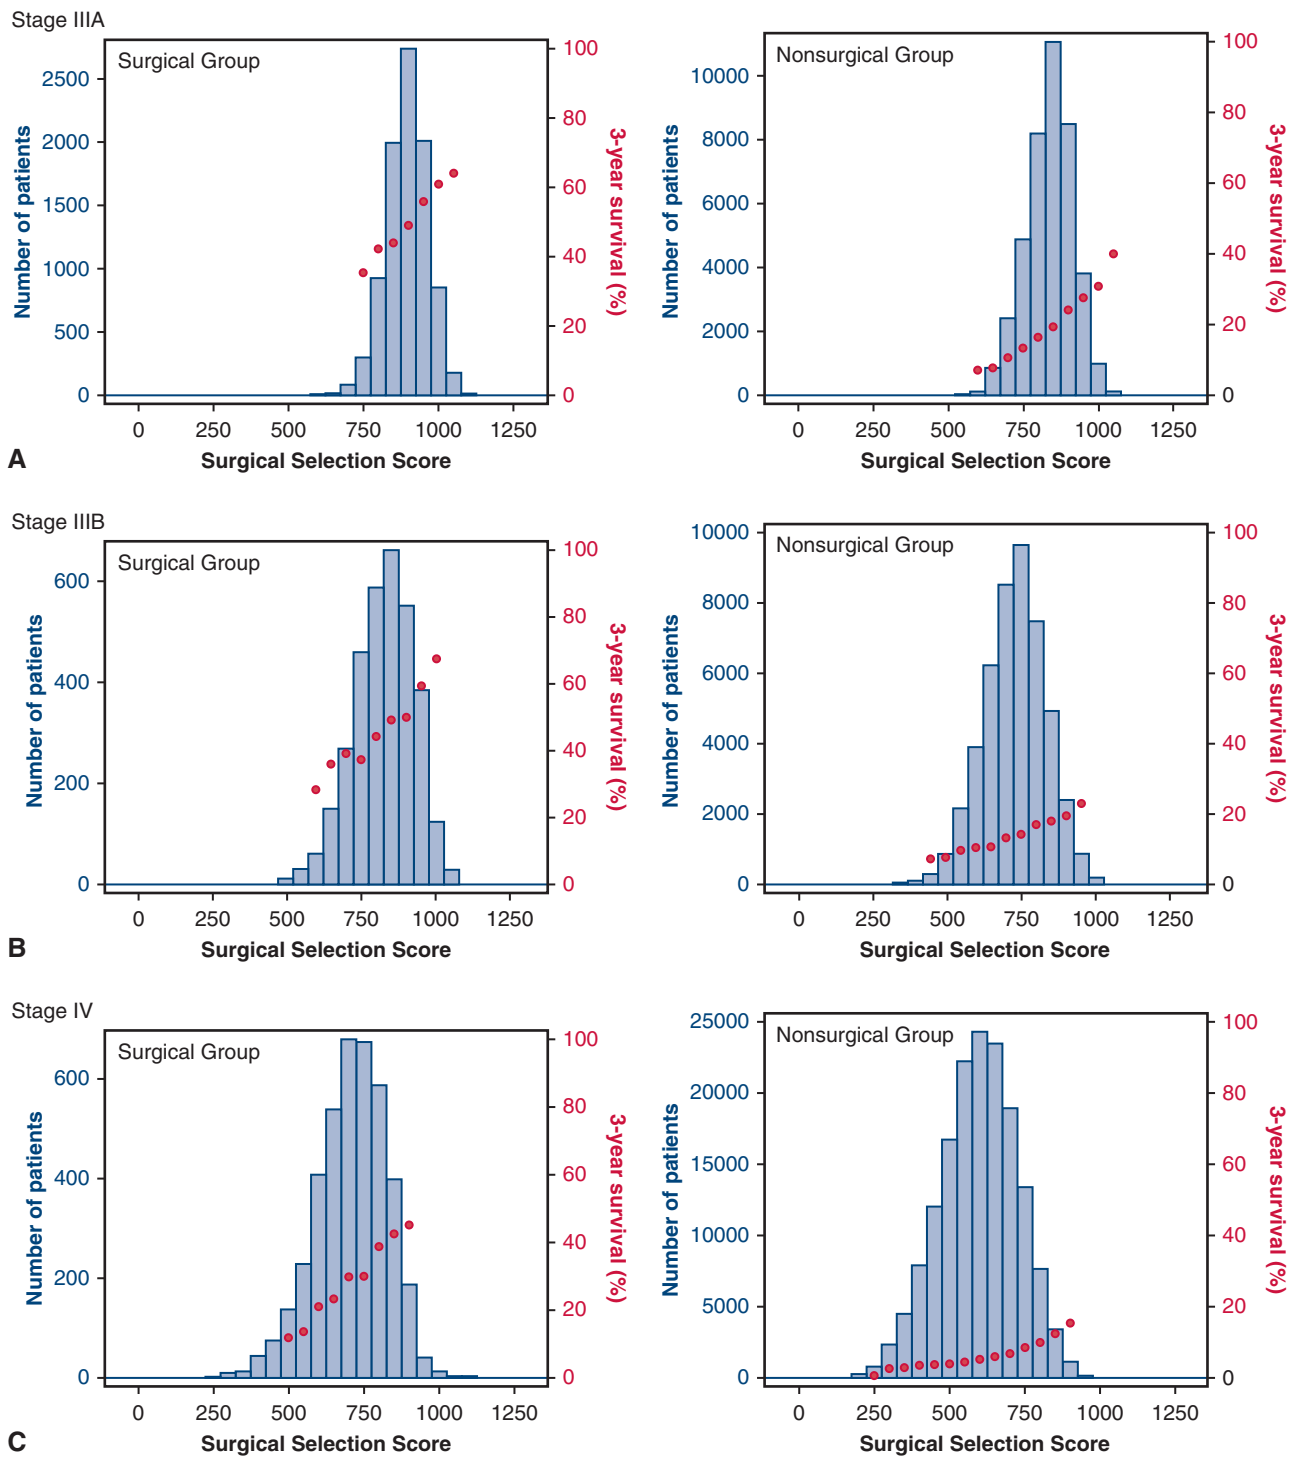 Stage IIIA
Surgical Group
2500
2000
1500
1000
500
0
Number of patients
100
80
60
40
20
0
3-year survival (%)
0 250 500 750 1000 1250
Surgical Selection Score
Nonsurgical Group
10000
8000
6000
4000
2000
0
Number of patients
100
80
60
40
20
0
3-year survival (%)
0 250 500 750 1000 1250
Surgical Selection Score
A
Stage IIIB
Surgical Group
600
400
200
0
Number of patients
100
80
60
40
20
0
3-year survival (%)
0 250 500 750 1000 1250
Surgical Selection Score
Nonsurgical Group
10000
8000
6000
4000
2000
0
Number of patients
100
80
60
40
20
0
3-year survival (%)
0 250 500 750 1000 1250
Surgical Selection Score
B
Stage IV
Surgical Group
600
400
200
0
Number of patients
100
80
60
40
20
0
3-year survival (%)
0 250 500 750 1000 1250
Surgical Selection Score
Nonsurgical Group
25000
20000
15000
10000
5000
0
Number of patients
100
80
60
40
20
0
3-year survival (%)
0 250 500 750 1000 1250
Surgical Selection Score
C